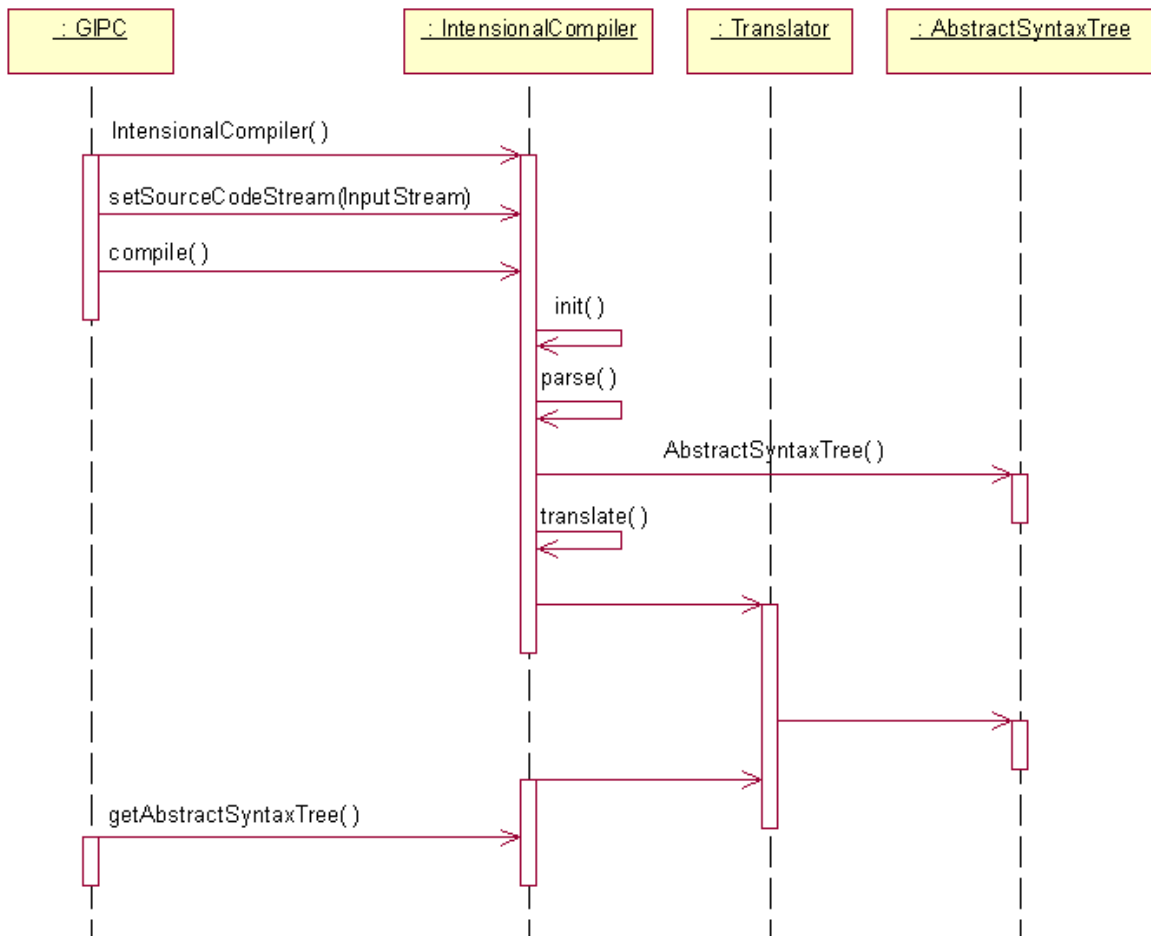 : GIPC
: IntensionalCompiler
: Translator
: AbstractSyntaxTree
IntensionalCompiler( )
setSourceCodeStream(InputStream)
compile( )
init( )
parse( )
AbstractSyntaxTree( )
translate( )
getAbstractSyntaxTree( )